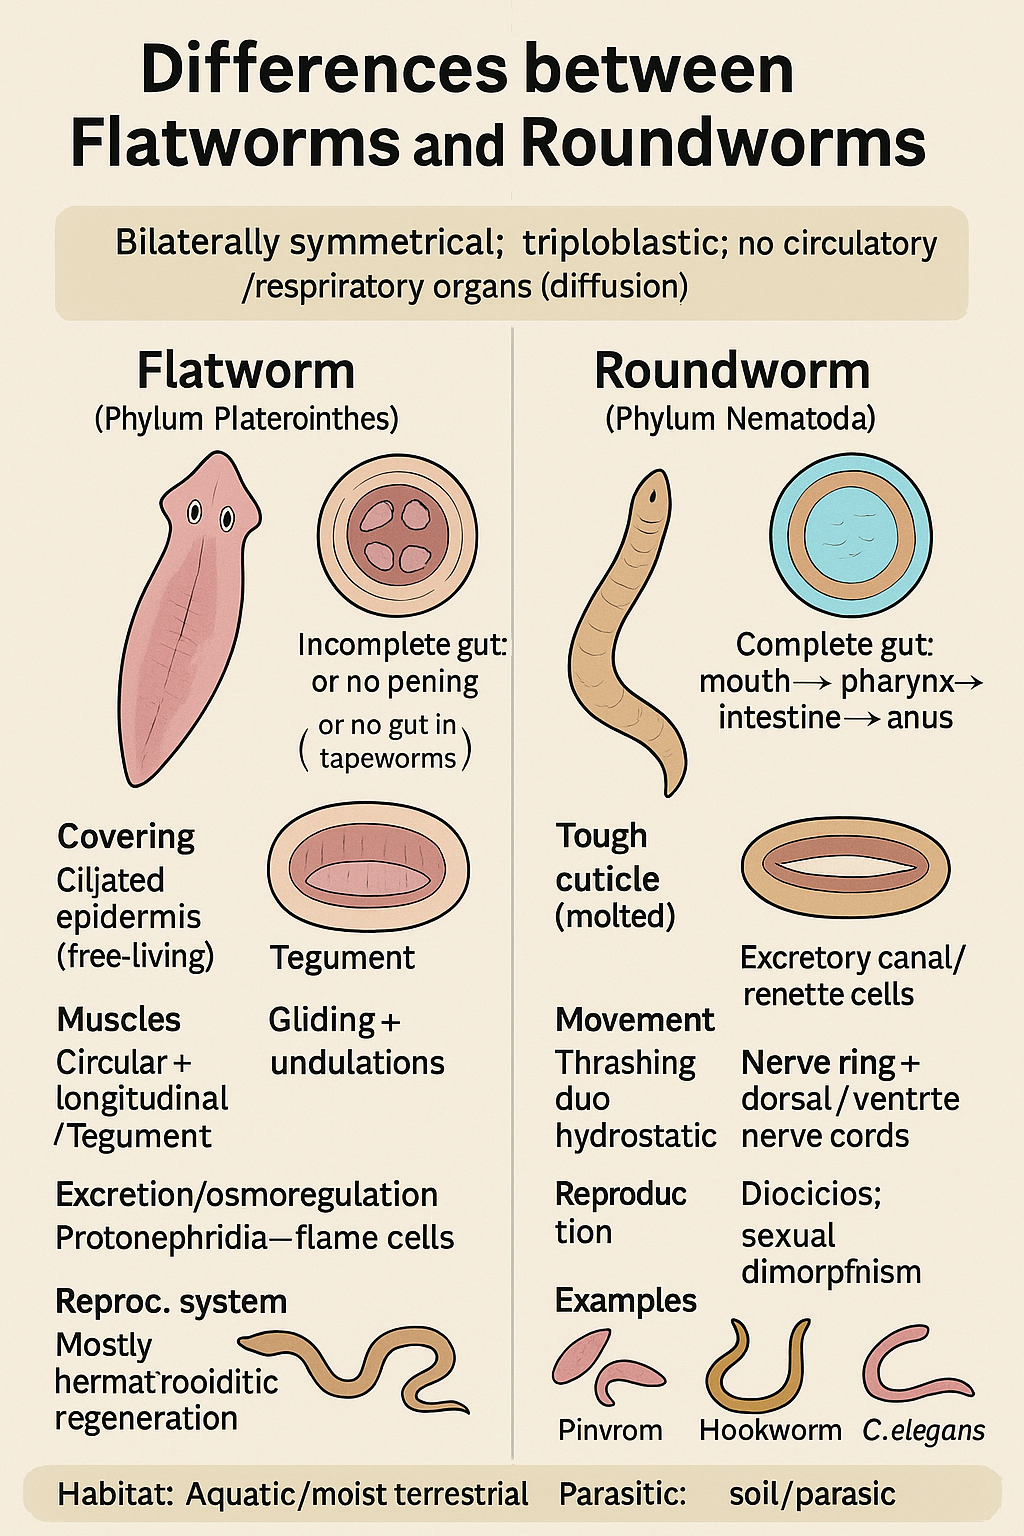 Differences between
Flatworms and Roundworms
Bilaterally symmetrical; triploblastic; no circulatory
/respriratory organs (diffusion)
Flatworm
(Phylum Platerointhes)
Incomplete gut:
or no pening
( or no gut in
tapeworms )
Covering
Ciljated
epidermis
(free-living)
Tegument
Muscles
Circular +
longitudinal
/Tegument
Gliding +
undulations
Excretion/osmoregulation
Protonephridia—flame cells
Reproc. system
Mostly
hermat'rooiditic
regeneration
Roundworm
(Phylum Nematoda)
Complete gut:
mouth→ pharynx→
intestine→ anus
Tough
cuticle
(molted)
Excretory canal/
renette cells
Movement
Thrashing
duo
hydrostatic
Nerve ring +
dorsal/ventrte
nerve cords
Reproduc
tion
Diocicios;
sexual
dimorpfnism
Examples
Pinvrom
Hookworm
C.elegans
Habitat: Aquatic/moist terrestrial Parasitic: soil/parasic